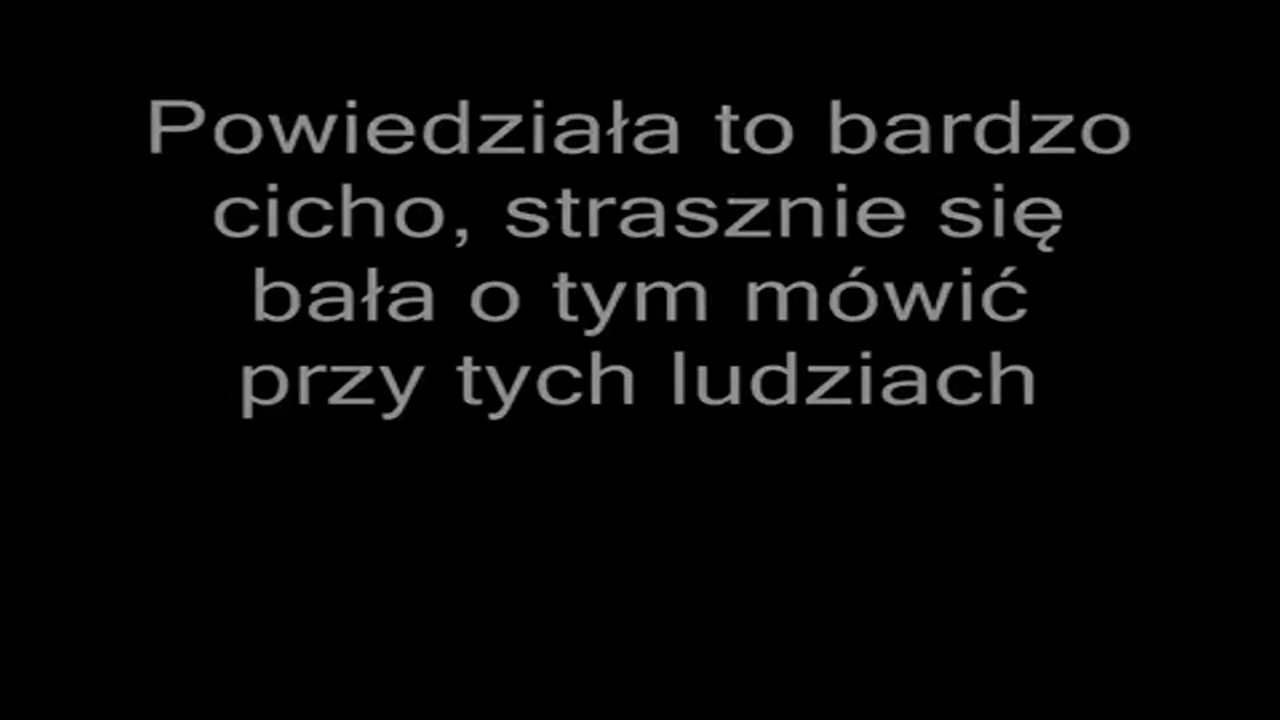 Powiedziała to bardzo
cicho, strasznie się
bała o tym mówić
przy tych ludziach